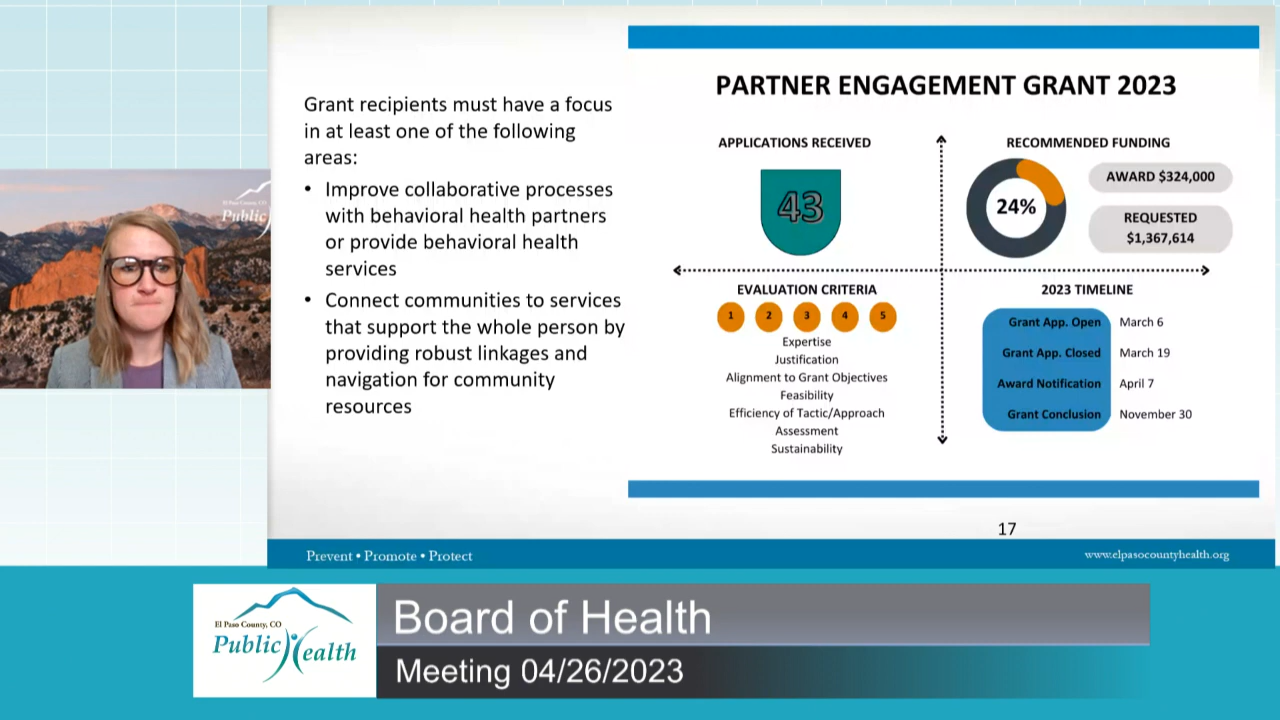 Grant recipients must have a focus
in at least one of the following
areas:
• Improve collaborative processes
with behavioral health partners
or provide behavioral health
services
• Connect communities to services
that support the whole person by
providing robust linkages and
navigation for community
resources
PARTNER ENGAGEMENT GRANT 2023
APPLICATIONS RECEIVED
43
RECOMMENDED FUNDING
24%
AWARD $324,000
REQUESTED
$1,367,614
EVALUATION CRITERIA
1 2 3 4 5
Expertise
Justification
Alignment to Grant Objectives
Feasibility
Efficiency of Tactic/Approach
Assessment
Sustainability
2023 TIMELINE
Grant App. Open March 6
Grant App. Closed March 19
Award Notification April 7
Grant Conclusion November 30
17
El Paso County, CO
Public
Prevent • Promote • Protect
www.elpasocountyhealth.org
El Paso County, CO
Public Health
Board of Health
Meeting 04/26/2023